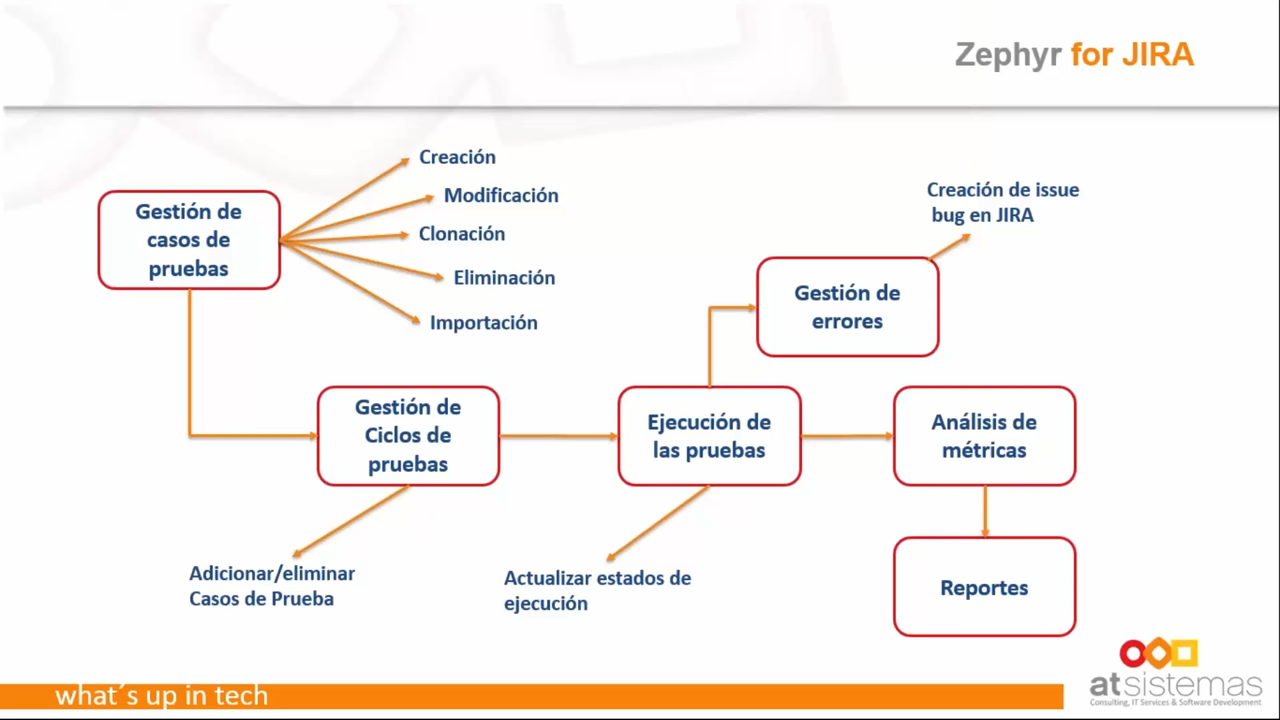 Zephyr for JIRA
Gestión de
casos de
pruebas
Creación
Modificación
Clonación
Eliminación
Importación
Creación de issue
bug en JIRA
Gestión de
errores
Gestión de
Ciclos de
pruebas
Ejecución de
las pruebas
Análisis de
métricas
Adicionar/eliminar
Casos de Prueba
Actualizar estados de
ejecución
Reportes
what´s up in tech
atsistemas
Consulting, IT Services & Software Development